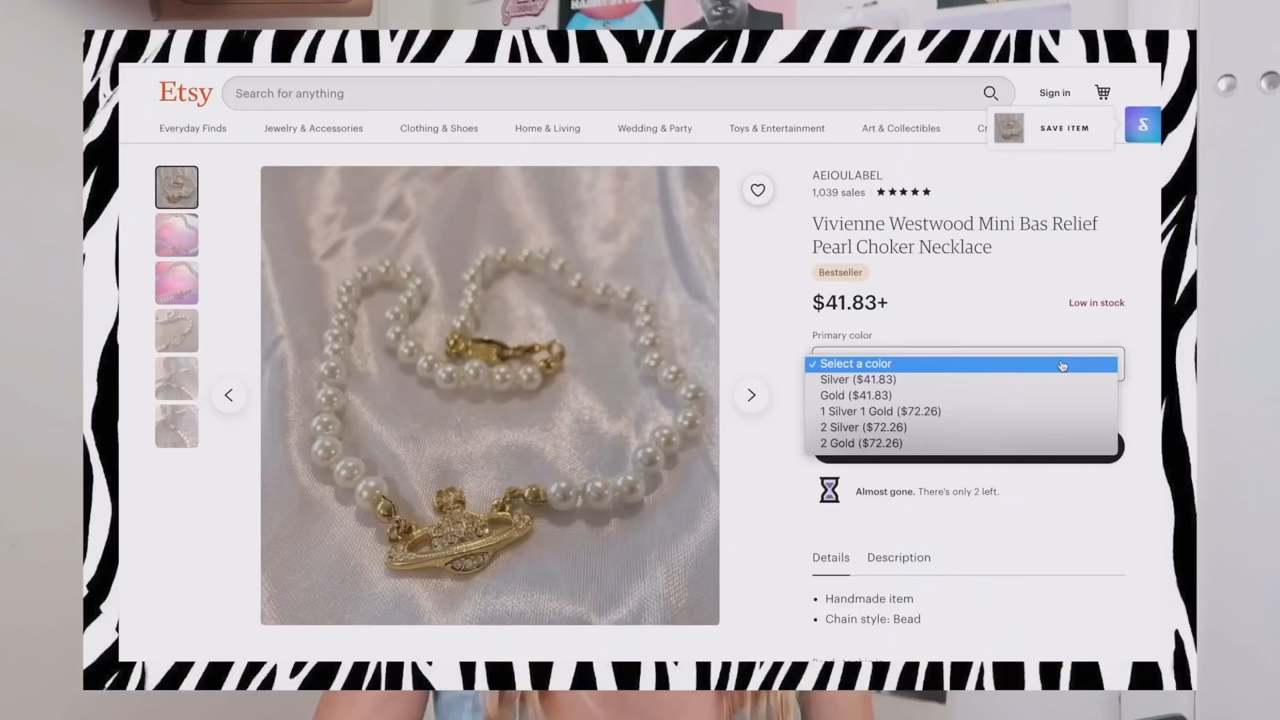 Etsy
Search for anything
Sign in
Everyday Finds
Jewelry & Accessories
Clothing & Shoes
Home & Living
Wedding & Party
Toys & Entertainment
Art & Collectibles
SAVE ITEM
AEIOULABEL
1,039 sales
Vivienne Westwood Mini Bas Relief
Pearl Choker Necklace
Bestseller
$41.83+
Low in stock
Primary color
Select a color
Silver ($41.83)
Gold ($41.83)
1 Silver 1 Gold ($72.26)
2 Silver ($72.26)
2 Gold ($72.26)
Almost gone. There's only 2 left.
Details
Description
• Handmade item
• Chain style: Bead